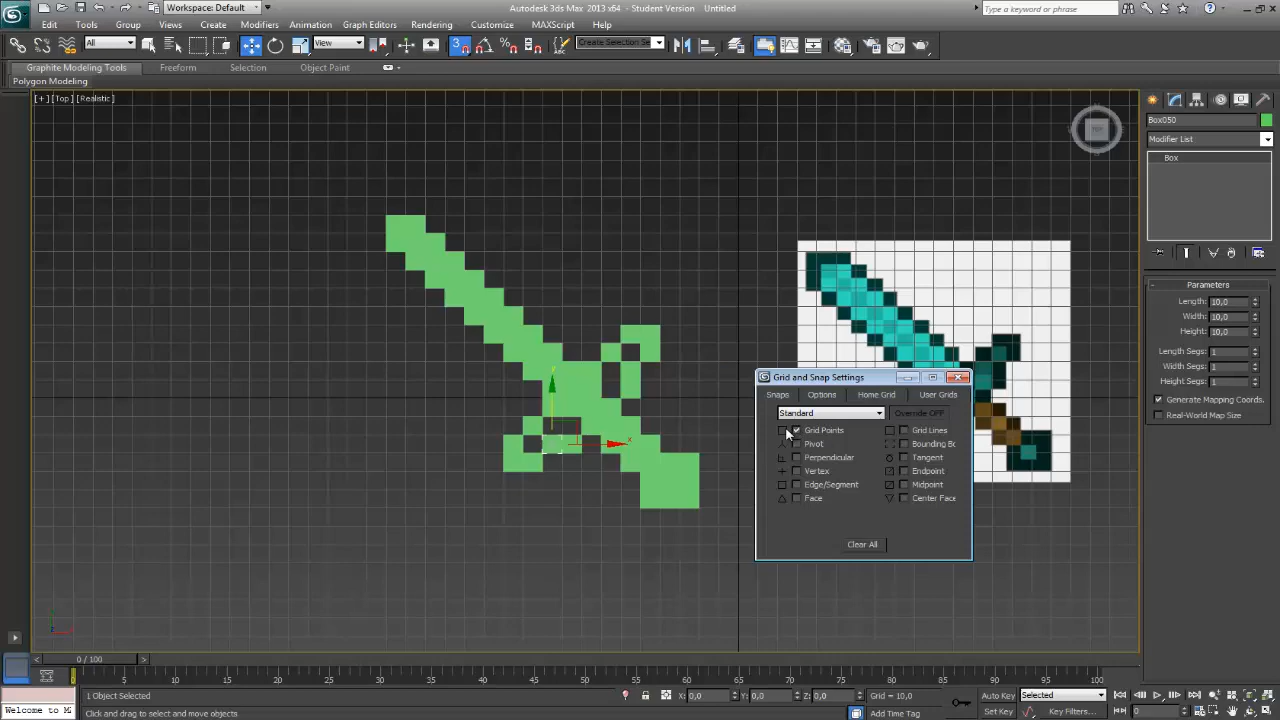 Workspace: Default
Autodesk 3ds Max 2013 x64 - Student Version Untitled
Type a keyword or phrase
Edit Tools Group Views Create Modifiers Animation Graph Editors Rendering Customize MAXScript Help
All View 3 Create Selection Se
Graphite Modeling Tools Freeform Selection Object Paint
Polygon Modeling
[+] [Top] [Realistic]
Box050
Modifier List
Box
Parameters
Length: 10,0
Width: 10,0
Height: 10,0
Length Segs: 1
Width Segs: 1
Height Segs: 1
Generate Mapping Coords.
Real-World Map Size
Grid and Snap Settings
Snaps Options Home Grid User Grids
Standard Override OFF
Grid Points Grid Lines
Pivot Bounding Bo
Perpendicular Tangent
Vertex Endpoint
Edge/Segment Midpoint
Face Center Face
Clear All
y
x
0 / 100
0 5 10 15 20 25 30 35 40 45 50 55 60 65 70 75 80 85 90 95 100
1 Object Selected X: 0,0 Y: 0,0 Z: 0,0 Grid = 10,0 Auto Key Selected
Welcome to M Click and drag to select and move objects Add Time Tag Set Key Key Filters... 0